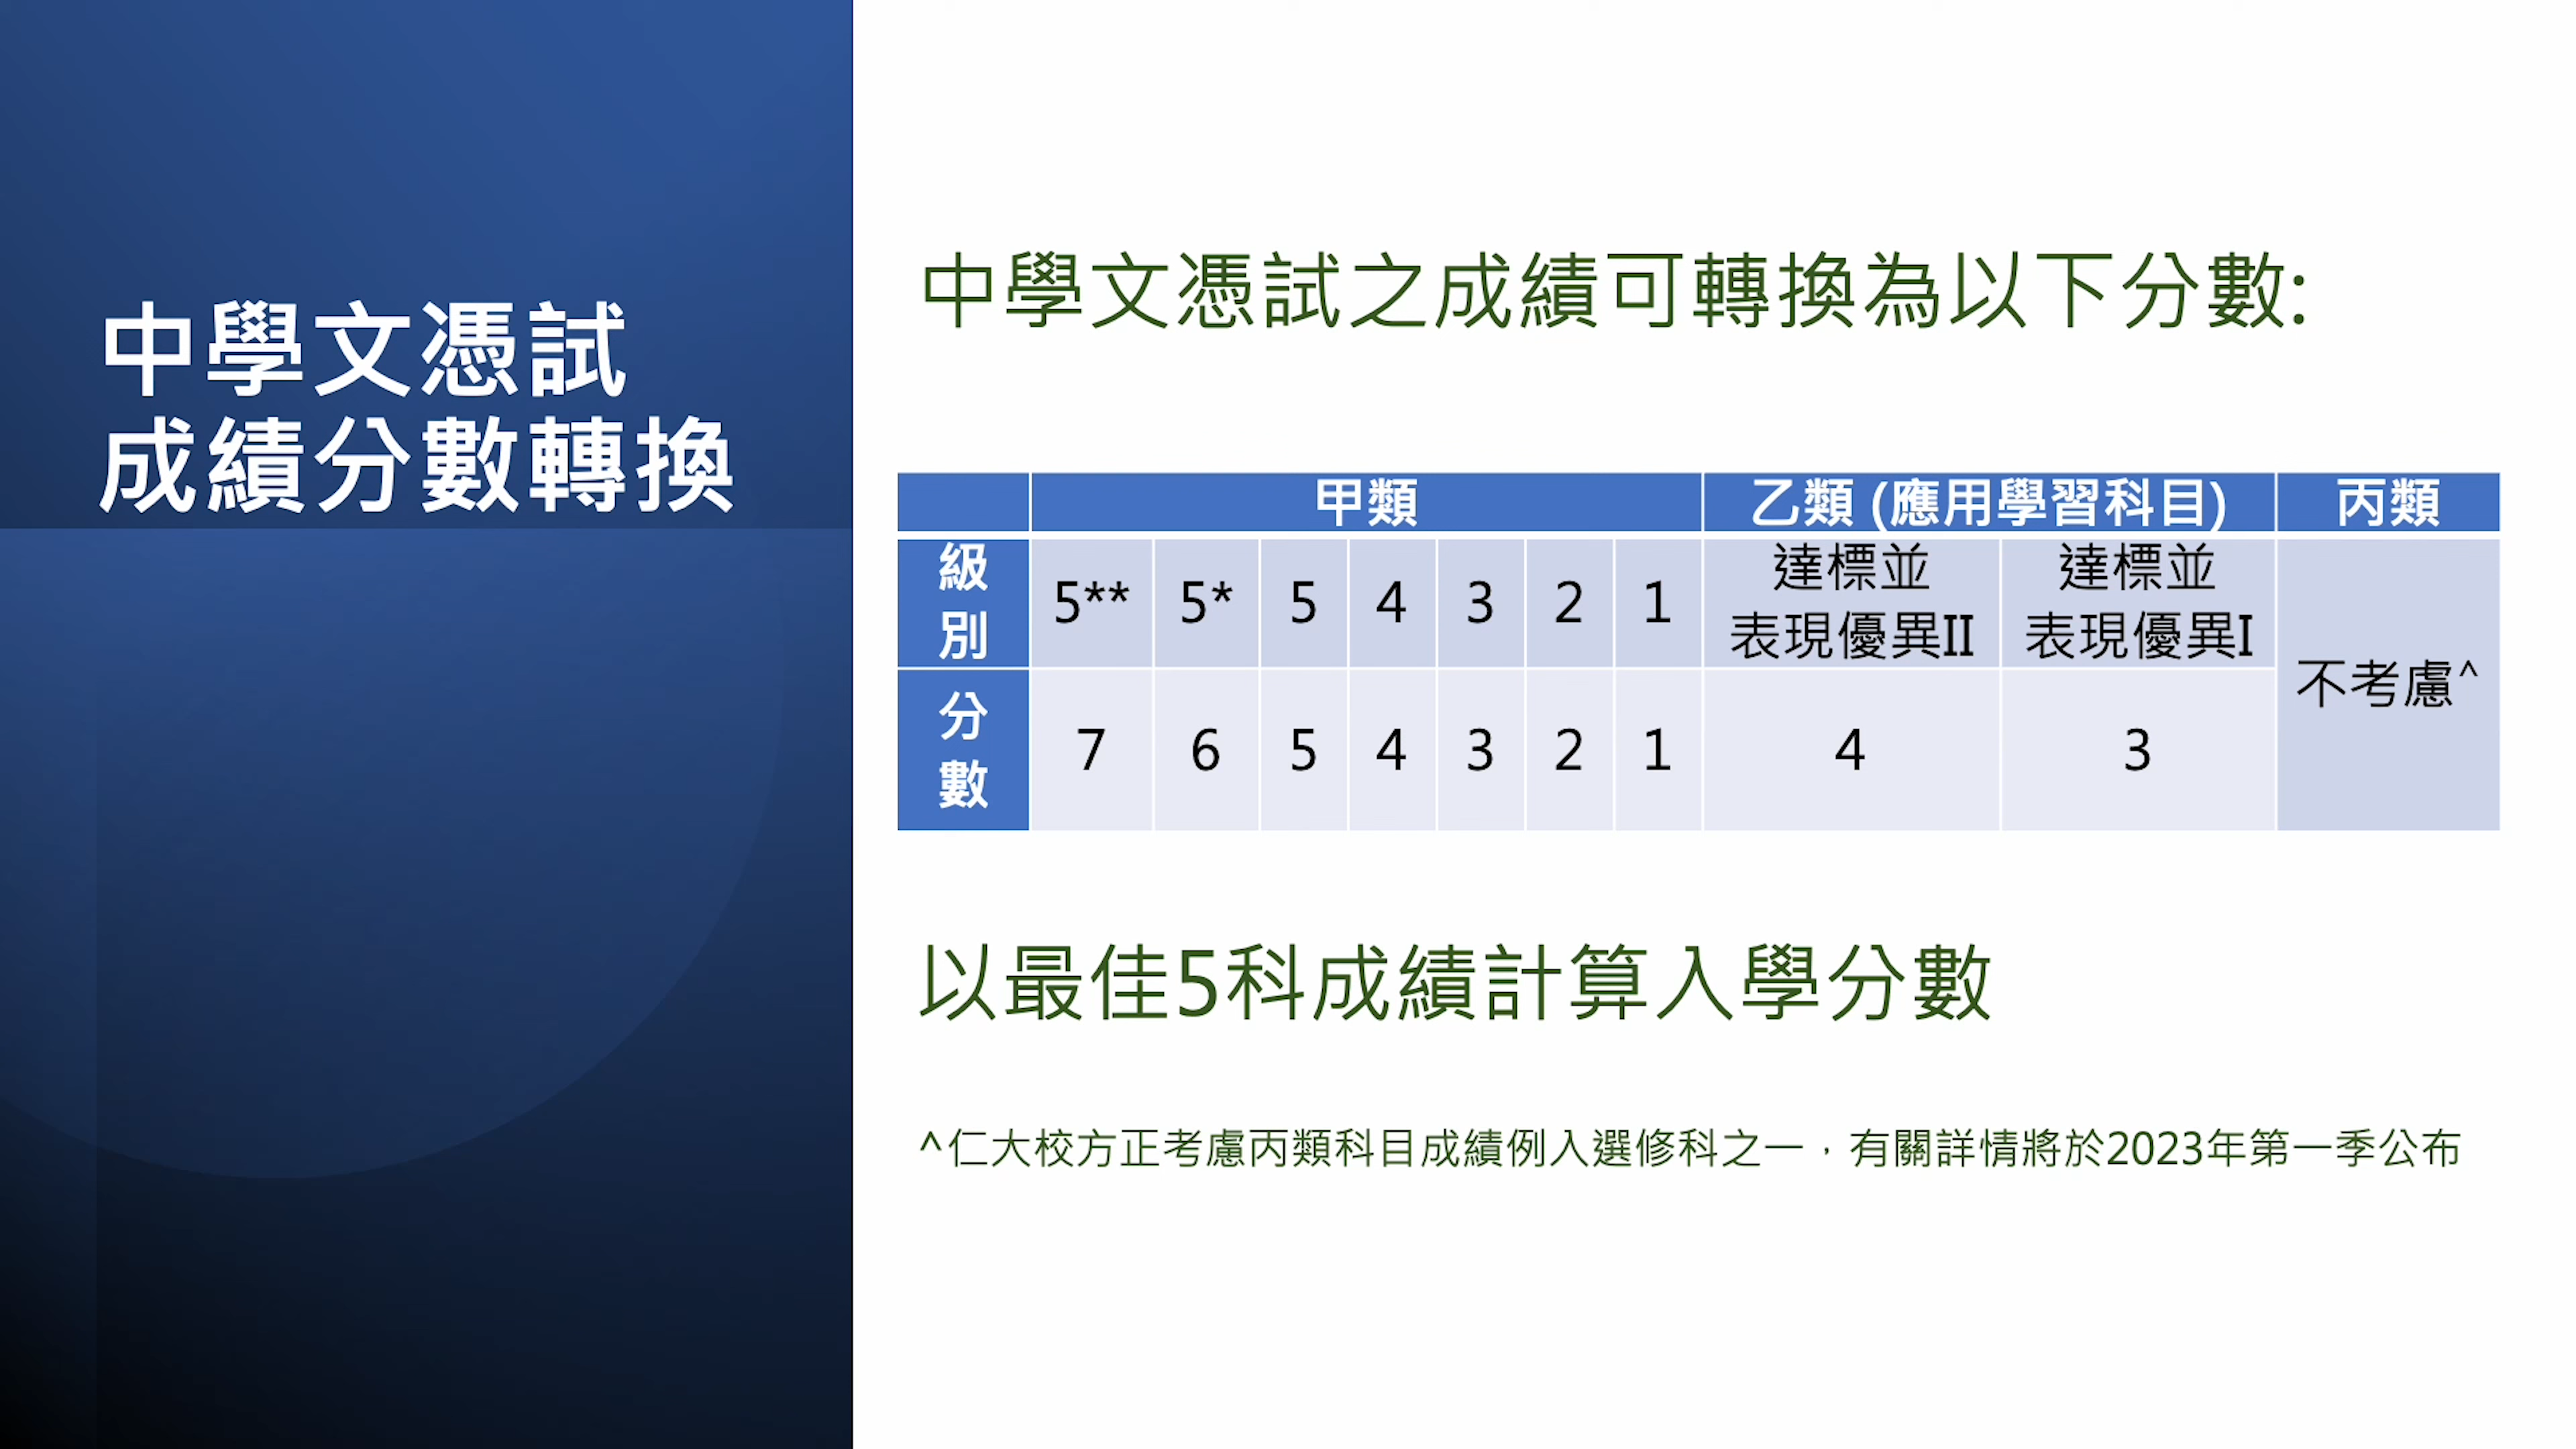 中學文憑試
成績分數轉換
中學文憑試之成績可轉換為以下分數:
甲類 乙類 (應用學習科目) 丙類
級別 5** 5* 5 4 3 2 1 達標並表現優異II 達標並表現優異I 不考慮^
分數 7 6 5 4 3 2 1 4 3
以最佳5科成績計算入學分數
^仁大校方正考慮丙類科目成績例入選修科之一，有關詳情將於2023年第一季公布